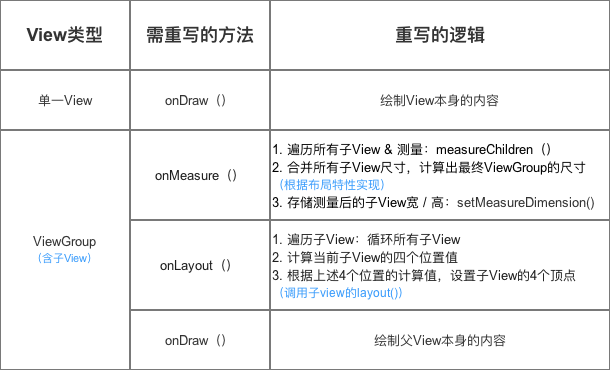 View类型
需重写的方法
重写的逻辑
单一View
onDraw（）
绘制View本身的内容
ViewGroup
（含子View）
onMeasure（）
1. 遍历所有子View & 测量：measureChildren（）
2. 合并所有子View尺寸，计算出最终ViewGroup的尺寸
（根据布局特性实现）
3. 存储测量后的子View宽 / 高：setMeasureDimension()
onLayout（）
1. 遍历子View：循环所有子View
2. 计算当前子View的四个位置值
3. 根据上述4个位置的计算值，设置子View的4个顶点
（调用子view的layout()）
onDraw（）
绘制父View本身的内容